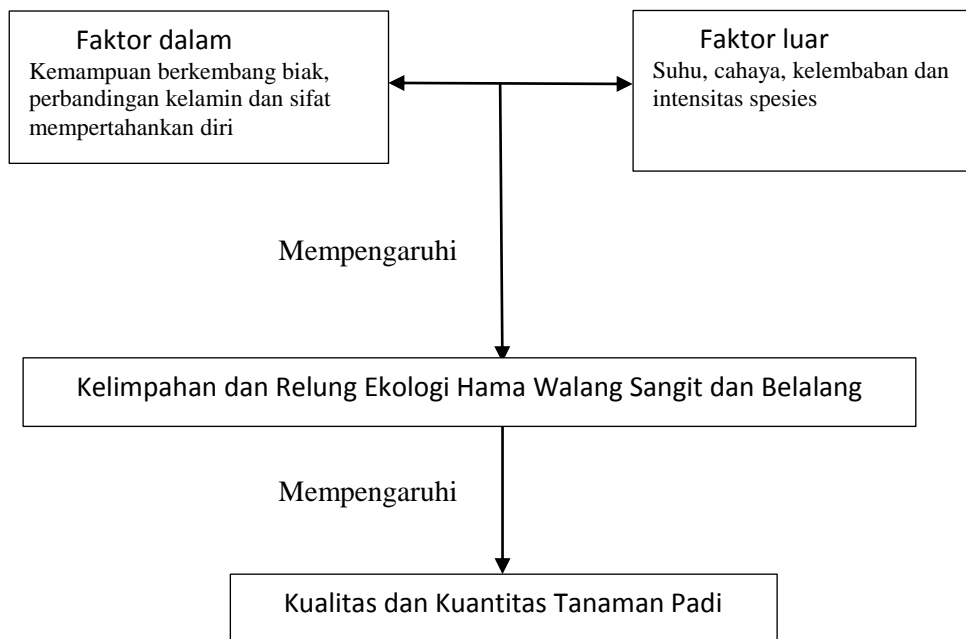 Faktor dalam
Kemampuan berkembang biak,
perbandingan kelamin dan sifat
mempertahankan diri
Faktor luar
Suhu, cahaya, kelembaban dan
intensitas spesies
Mempengaruhi
Kelimpahan dan Relung Ekologi Hama Walang Sangit dan Belalang
Mempengaruhi
Kualitas dan Kuantitas Tanaman Padi